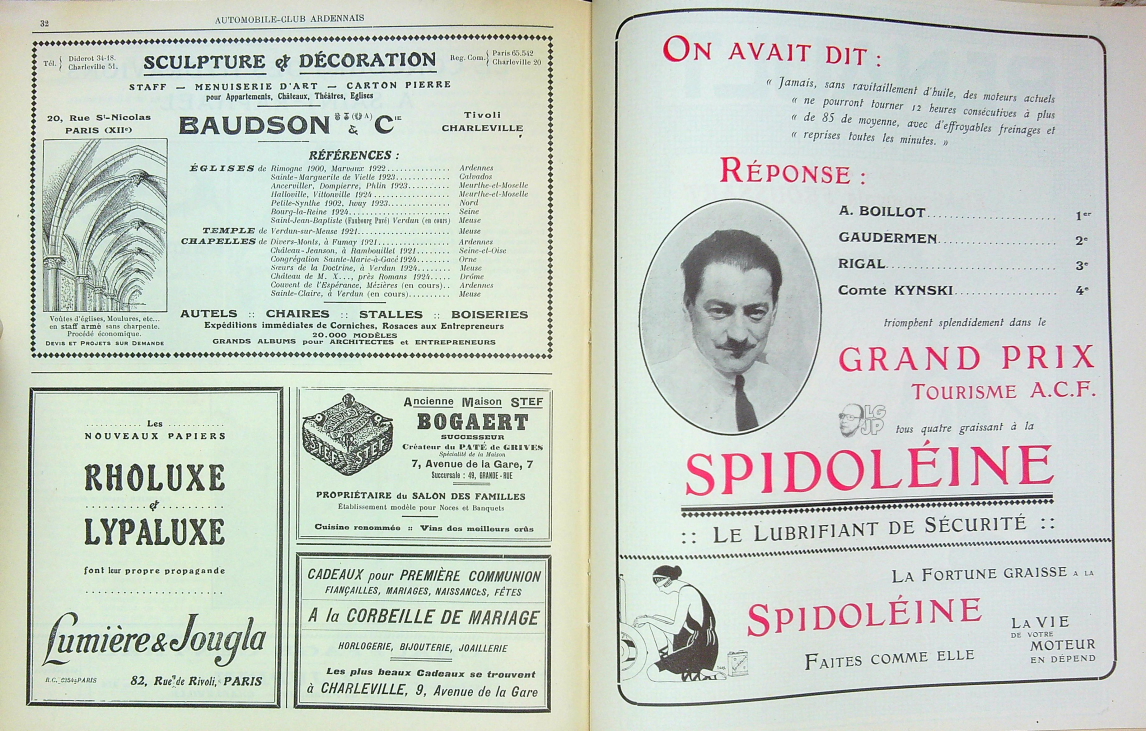 32
AUTOMOBILE-CLUB ARDENNAIS
Tél. { Diderot 34-18.
Charleville 51.
SCULPTURE & DÉCORATION
Reg. Com. { Paris 65.542
Charleville 20
STAFF — MENUISERIE D'ART — CARTON PIERRE
pour Appartements, Châteaux, Théâtres, Eglises
20, Rue St-Nicolas
PARIS (XIIe)
BAUDSON & Cie
Tivoli
CHARLEVILLE
RÉFÉRENCES :
ÉGLISES de Rimogne 1900, Marvaux 1922 Ardennes
Sainte-Marguerite de Vielle 1923 Calvados
Ancerviller, Dompierre, Phlin 1923 Meurthe-et-Moselle
Halloville, Villonville 1924 Meurthe-et-Moselle
Petite-Synthe 1902, Iway 1923 Nord
Bourg-la-Reine 1924 Seine
Saint-Jean-Baptiste (Faubourg Pavé) Verdun (en cours) Meuse
TEMPLE de Verdun-sur-Meuse 1921 Meuse
CHAPELLES de Divers-Monts, à Fumay 1921 Ardennes
Château-Jeanson, à Rambouillet 1921 Seine-et-Oise
Congrégation Sainte-Marie-à-Gacé 1924 Orne
Sœurs de la Doctrine, à Verdun 1924 Meuse
Château de M. X..., près Romans 1924 Drôme
Couvent de l'Espérance, Mézières (en cours) Ardennes
Sainte-Claire, à Verdun (en cours) Meuse
Voûtes d'églises, Moulures, etc...
en staff armé sans charpente.
Procédé économique.
DEVIS ET PROJETS SUR DEMANDE
AUTELS :: CHAIRES :: STALLES :: BOISERIES
Expéditions immédiates de Corniches, Rosaces aux Entrepreneurs
20.000 MODÈLES
GRANDS ALBUMS pour ARCHITECTES et ENTREPRENEURS
Les
NOUVEAUX PAPIERS
RHOLUXE
et
LYPALUXE
font leur propre propagande
Lumière & Jougla
82, Rue de Rivoli, PARIS
STEF STEF
Ancienne Maison STEF
BOGAERT
SUCCESSEUR
Créateur du PATÉ de GRIVES
Spécialité de la Maison
7, Avenue de la Gare, 7
Succursale : 49, GRANDE-RUE
PROPRIÉTAIRE du SALON DES FAMILLES
Établissement modèle pour Noces et Banquets
Cuisine renommée :: Vins des meilleurs crûs
CADEAUX pour PREMIÈRE COMMUNION
FIANÇAILLES, MARIAGES, NAISSANCES, FÊTES
A la CORBEILLE DE MARIAGE
HORLOGERIE, BIJOUTERIE, JOAILLERIE
Les plus beaux Cadeaux se trouvent
à CHARLEVILLE, 9, Avenue de la Gare
ON AVAIT DIT :
« Jamais, sans ravitaillement d'huile, des moteurs actuels
« ne pourront tourner 12 heures consécutives à plus
« de 85 de moyenne, avec d'effroyables freinages et
« reprises toutes les minutes. »
RÉPONSE :
A. BOILLOT 1er
GAUDERMEN 2e
RIGAL 3e
Comte KYNSKI 4e
triomphent splendidement dans le
GRAND PRIX
TOURISME A.C.F.
LG
JP
tous quatre graissant à la
SPIDOLÉINE
:: LE LUBRIFIANT DE SÉCURITÉ ::
LA FORTUNE GRAISSE A LA
SPIDOLÉINE
FAITES COMME ELLE
LA VIE
DE VOTRE
MOTEUR
EN DÉPEND